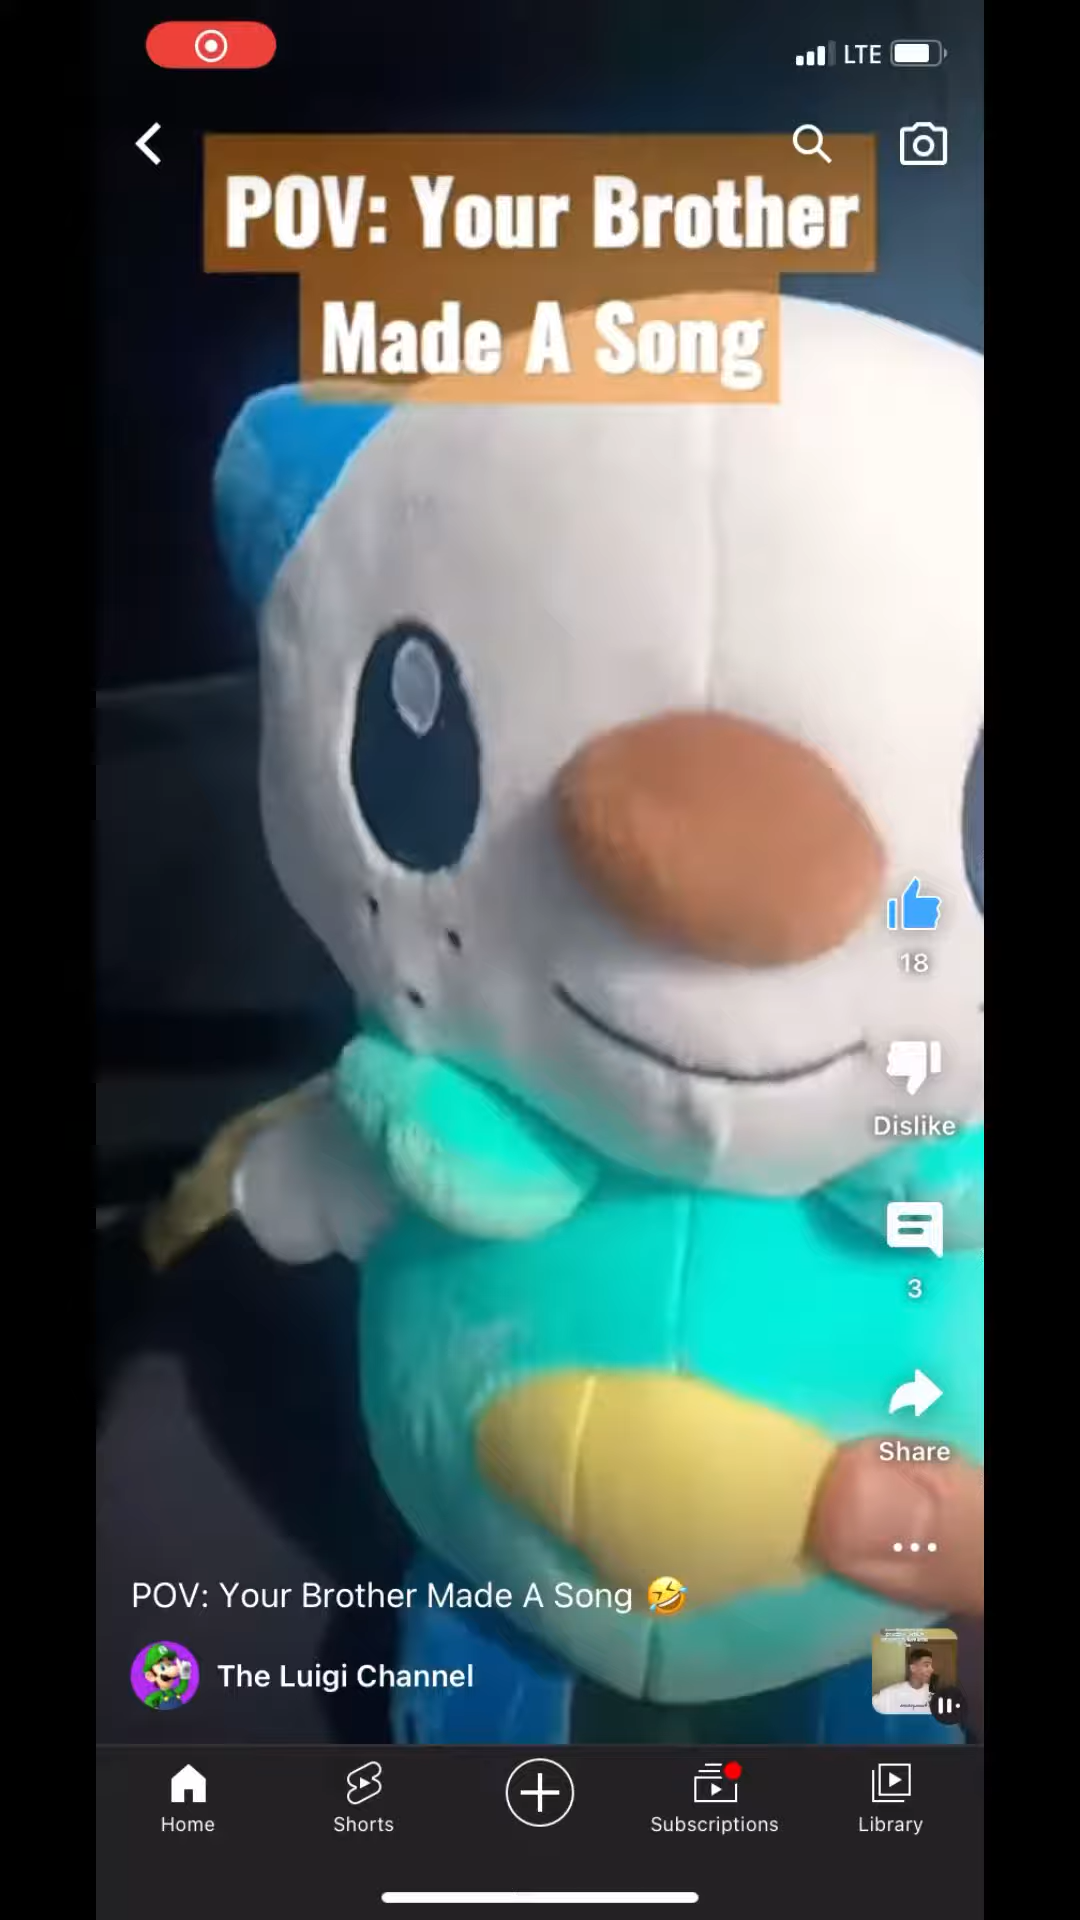 LTE
POV: Your Brother
Made A Song
18
Dislike
3
Share
POV: Your Brother Made A Song 🤣
The Luigi Channel
Home
Shorts
Subscriptions
Library